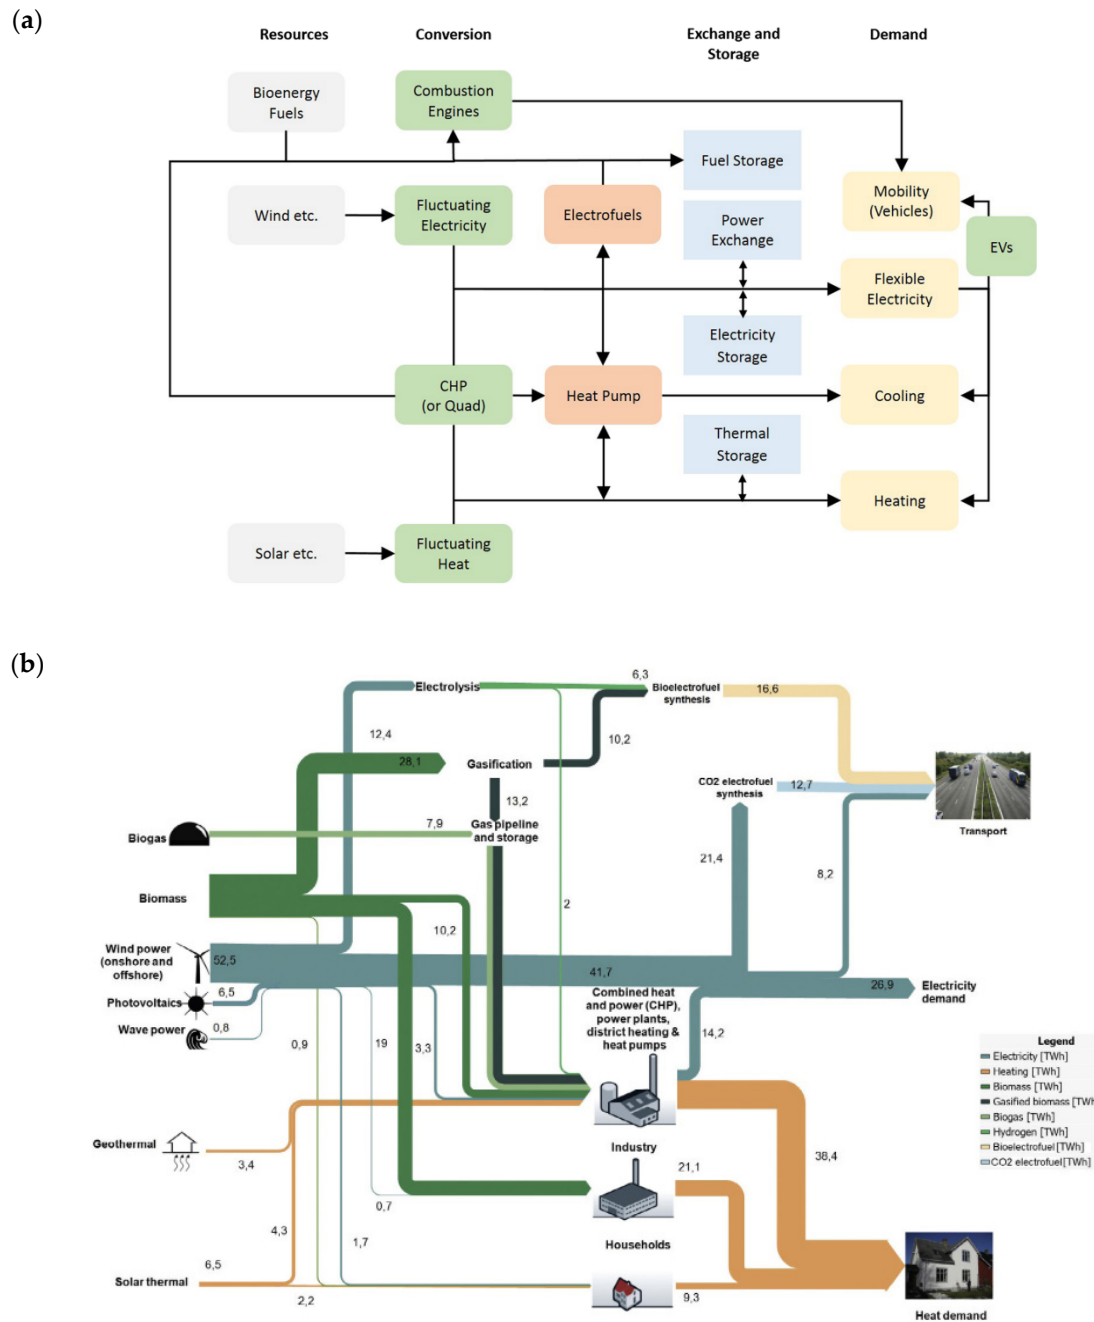 (a)
Resources
Conversion
Exchange and
Storage
Demand
Bioenergy
Fuels
Combustion
Engines
Fuel Storage
Mobility
(Vehicles)
Wind etc.
Fluctuating
Electricity
Electrofuels
Power
Exchange
EVs
Flexible
Electricity
Electricity
Storage
CHP
(or Quad)
Heat Pump
Cooling
Thermal
Storage
Heating
Solar etc.
Fluctuating
Heat
(b)
Electrolysis
6,3
Bioelectrofuel
synthesis
16,6
12,4
10,2
28,1
Gasification
CO2 electrofuel
synthesis
12,7
13,2
Transport
7,9
Gas pipeline
and storage
Biogas
21,4
8,2
Biomass
2
10,2
Wind power
(onshore and
offshore)
52,5
41,7
26,9
Electricity
demand
6,5
Photovoltaics
Combined heat
and power (CHP),
power plants,
district heating &
heat pumps
14,2
Wave power
0,8
0,9
19
3,3
Legend
Electricity [TWh]
Heating [TWh]
Biomass [TWh]
Gasified biomass [TWh
Biogas [TWh]
Hydrogen [TWh]
Bioelectrofuel [TWh]
CO2 electrofuel[TWh]
Geothermal
3,4
Industry
21,1
38,4
0,7
4,3
1,7
Households
6,5
Solar thermal
2,2
9,3
Heat demand